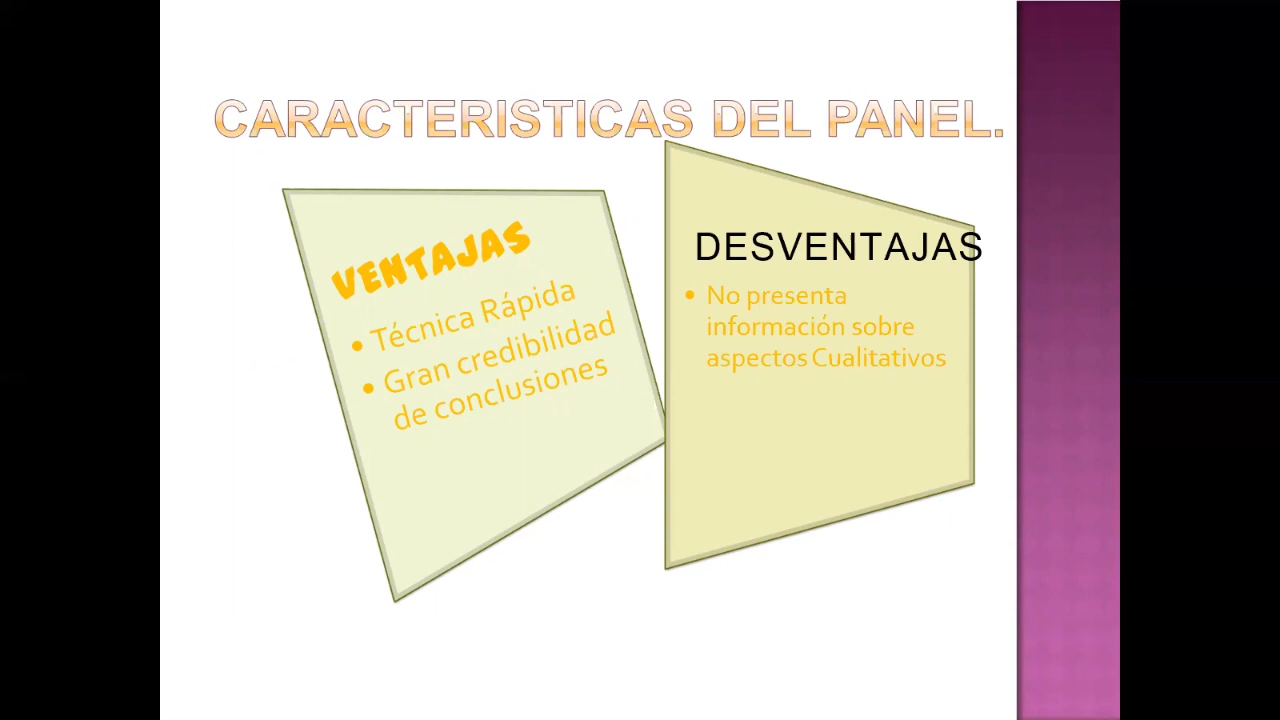 CARACTERISTICAS DEL PANEL.
VENTAJAS
• Técnica Rápida
• Gran credibilidad
de conclusiones
DESVENTAJAS
• No presenta
información sobre
aspectos Cualitativos